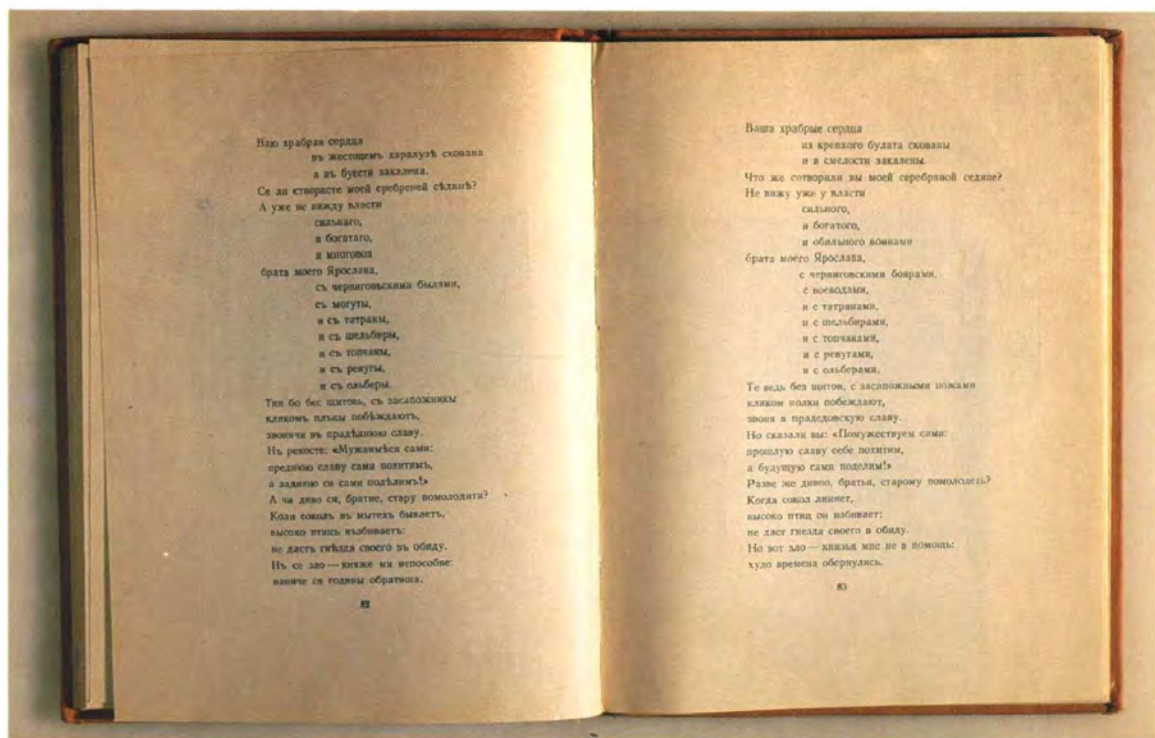 Ваю храбрая сердца
въ жестоцемъ харалузѣ скована
а въ буести закалена.
Се ли створисте моей сребреней сѣдинѣ?
А уже не вижду власти
сильнаго,
и богатаго,
и многовоя
брата моего Ярослава,
съ черниговьскими былями,
съ могуты,
и съ татраны,
и съ шельбиры,
и съ топчакы,
и съ ревугы,
и съ ольберы.
Тии бо бес щитовь, съ засапожникы
кликомъ плъкы побѣждаютъ,
звонячи въ прадѣднюю славу.
Нъ рекосте: «Мужаимѣся сами:
преднюю славу сами похитимъ,
а заднюю си сами подѣлимъ!»
А чи диво ся, братие, стару помолодити?
Коли соколъ въ мытехъ бываетъ,
высоко птицъ възбиваетъ:
не дастъ гнѣзда своего въ обиду.
Нъ се зло — княже ми непособие:
наниче ся годины обратиша.
82
Ваша храбрые сердца
из крепкого булата скованы
и в смелости закалены.
Что же сотворили вы моей серебряной седине?
Не вижу уже у власти
сильного,
и богатого,
и обильного воинами
брата моего Ярослава,
с черниговскими боярами,
с воеводами,
и с татранами,
и с шельбирами,
и с топчаками,
и с ревугами,
и с ольберами.
Те ведь без щитов, с засапожными ножами
кликом полки побеждают,
звоня в прадедовскую славу.
Но сказали вы: «Помужествуем сами:
прошлую славу себе похитим,
а будущую сами поделим!»
Разве же дивно, братья, старому помолодеть?
Когда сокол линяет,
высоко птиц он взбивает:
не даст гнезда своего в обиду.
Но вот зло — князья мне не в помощь:
худо времена обернулись.
83